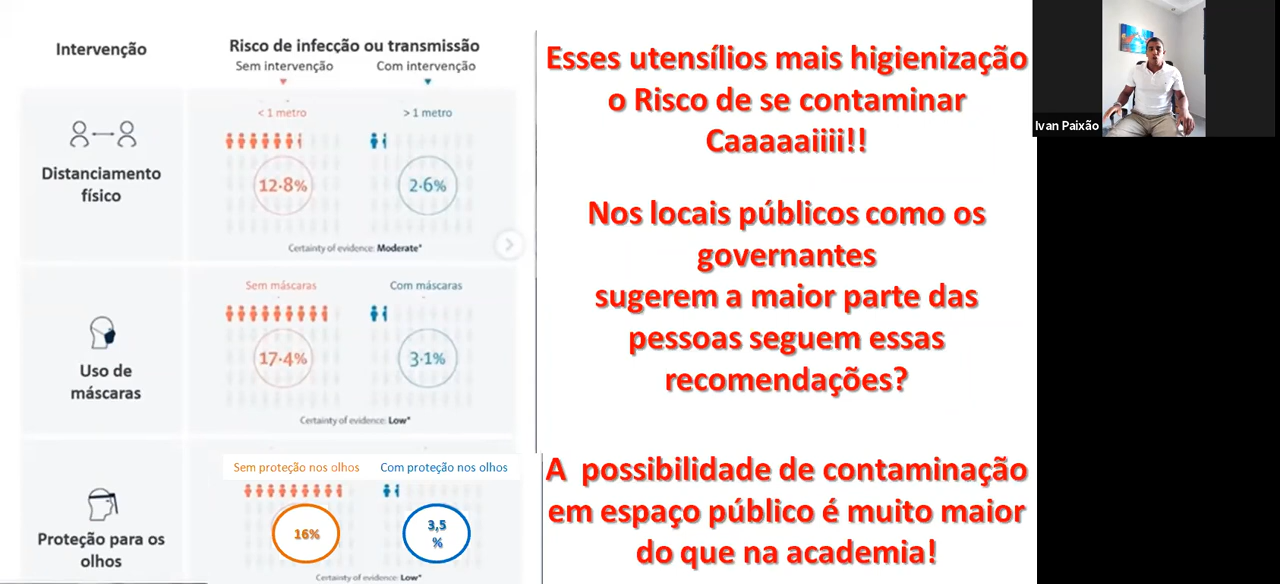 Intervenção
Risco de infecção ou transmissão
Sem intervenção
Com intervenção
Distanciamento
físico
< 1 metro
> 1 metro
12·8%
2·6%
Certainty of evidence: Moderate*
Uso de
máscaras
Sem máscaras
Com máscaras
17·4%
3·1%
Certainty of evidence: Low*
Proteção para os
olhos
Sem proteção nos olhos
Com proteção nos olhos
16%
3,5
%
Certainty of evidence: Low*
Esses utensílios mais higienização
o Risco de se contaminar
Caaaaaiiii!!
Nos locais públicos como os
governantes
sugerem a maior parte das
pessoas seguem essas
recomendações?
A possibilidade de contaminação
em espaço público é muito maior
do que na academia!
Ivan Paixão